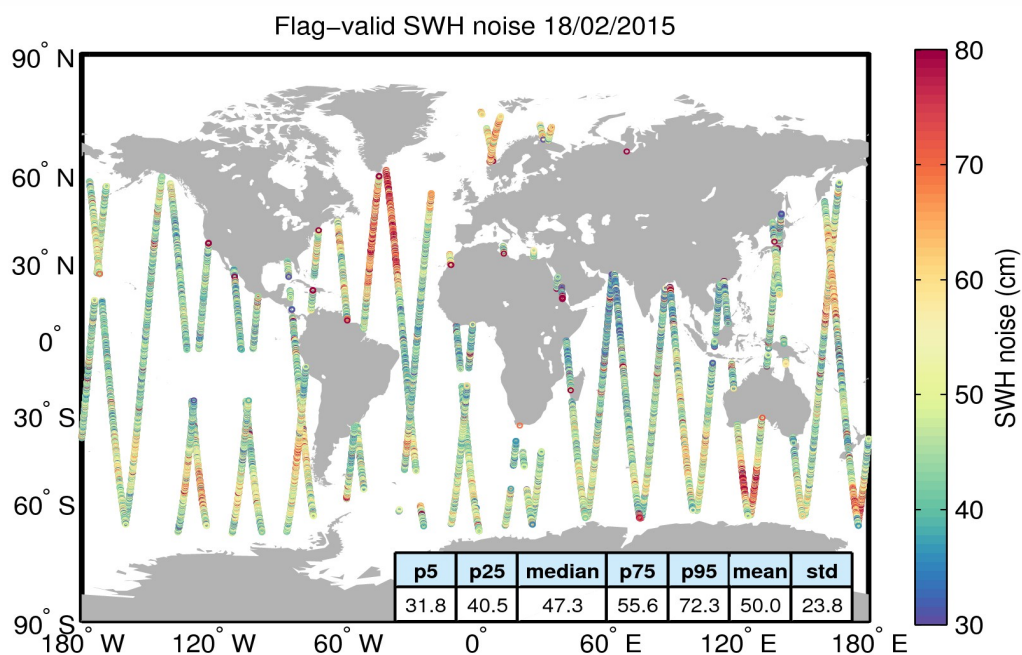 Flag−valid SWH noise 18/02/2015
90° N
60° N
30° N
0°
30° S
60° S
90° S
180° W
120° W
60° W
0°
60° E
120° E
180° E
80
70
60
50
40
30
SWH noise (cm)
p5 p25 median p75 p95 mean std
31.8 40.5 47.3 55.6 72.3 50.0 23.8